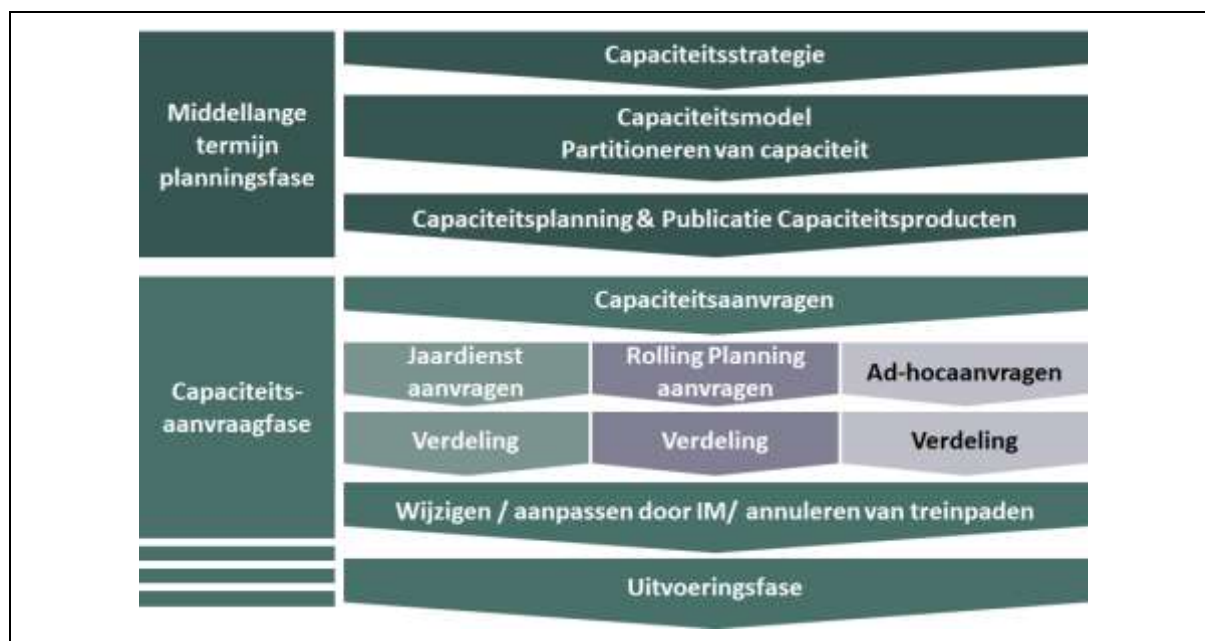 Middellange
termijn
planningsfase
Capaciteitsstrategie
Capaciteitsmodel
Partitioneren van capaciteit
Capaciteitsplanning & Publicatie Capaciteitsproducten
Capaciteits-
aanvraagfase
Capaciteitsaanvragen
Jaardienst
aanvragen
Rolling Planning
aanvragen
Ad-hocaanvragen
Verdeling
Verdeling
Verdeling
Wijzigen / aanpassen door IM/ annuleren van treinpaden
Uitvoeringsfase